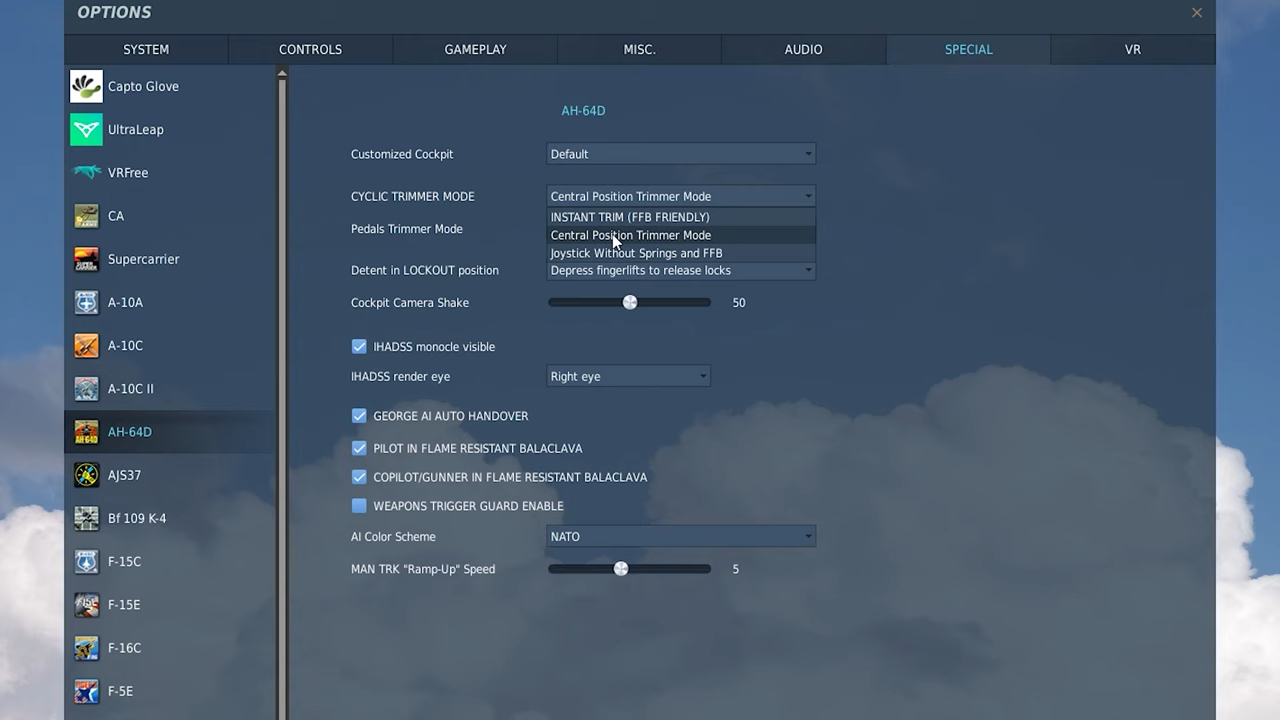 OPTIONS
SYSTEM
CONTROLS
GAMEPLAY
MISC.
AUDIO
SPECIAL
VR
Capto Glove
UltraLeap
VRFree
CA
Supercarrier
A-10A
A-10C
A-10C II
AH-64D
AJS37
Bf 109 K-4
F-15C
F-15E
F-16C
F-5E
AH-64D
Customized Cockpit
Default
CYCLIC TRIMMER MODE
Central Position Trimmer Mode
INSTANT TRIM (FFB FRIENDLY)
Central Position Trimmer Mode
Joystick Without Springs and FFB
Pedals Trimmer Mode
Detent in LOCKOUT position
Depress fingerlifts to release locks
Cockpit Camera Shake
50
IHADSS monocle visible
IHADSS render eye
Right eye
GEORGE AI AUTO HANDOVER
PILOT IN FLAME RESISTANT BALACLAVA
COPILOT/GUNNER IN FLAME RESISTANT BALACLAVA
WEAPONS TRIGGER GUARD ENABLE
AI Color Scheme
NATO
MAN TRK "Ramp-Up" Speed
5